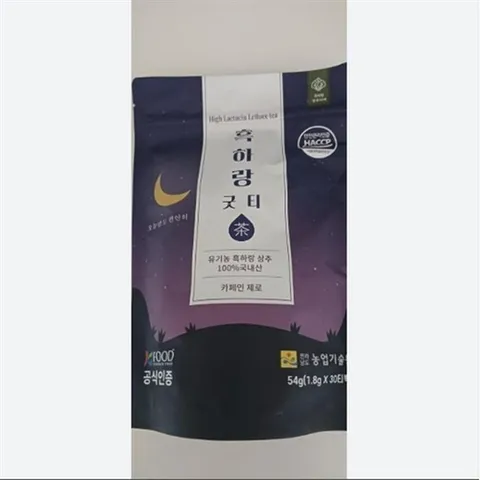 High Lactucin Lettuce tea
흑하랑
굿티
茶
유기농 흑하랑 상추
100%국내산
카페인 제로
HACCP
FOOD
공식인증
농업기술
54g(1.8g X 30티